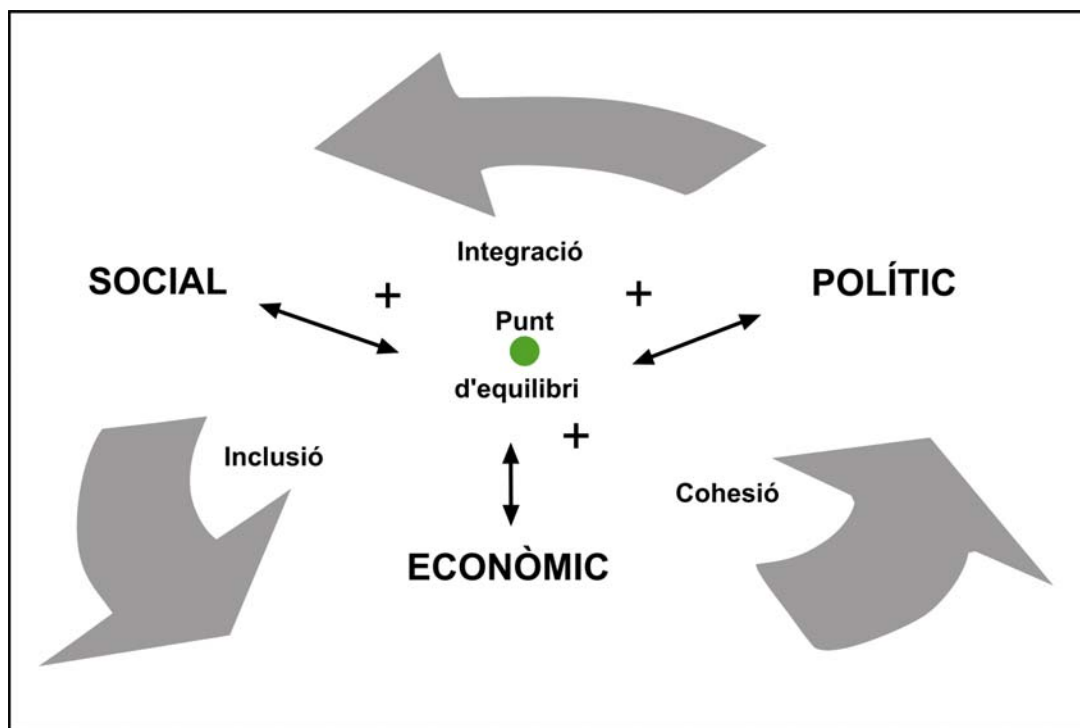 Integració
SOCIAL
POLÍTIC
+
+
Punt
d'equilibri
+
Inclusió
Cohesió
ECONÒMIC